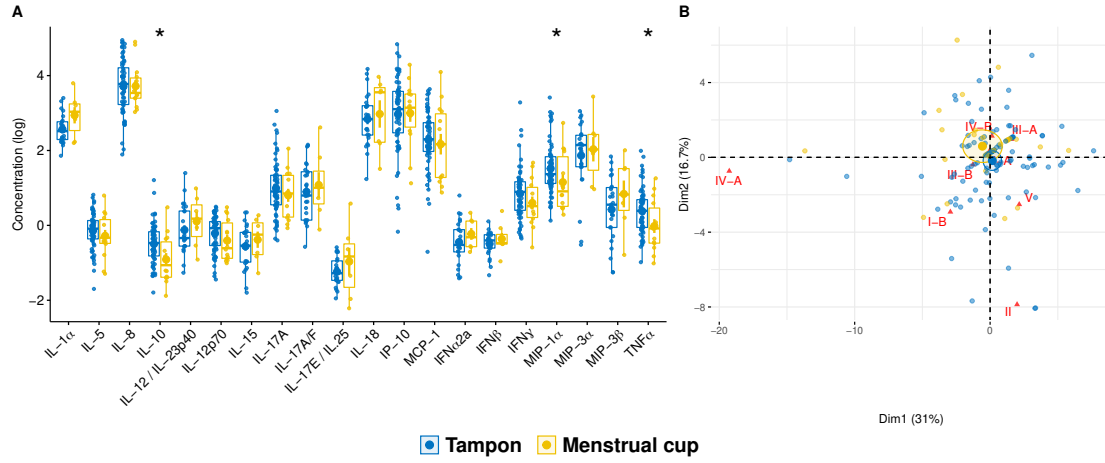 A
B
*
*
*
Concentration (log)
4
2
0
−2
IL−1α
IL−5
IL−8
IL−10
IL−12 / IL−23p40
IL−12p70
IL−15
IL−17A
IL−17A/F
IL−17E / IL.25
IL−18
IP−10
MCP−1
IFNα2a
IFNβ
IFNγ
MIP−1α
MIP−3α
MIP−3β
TNFα
Dim2 (16.7%)
4
0
−4
−8
IV−B
III−A
III−B
IV−A
V
I−B
II
−20
−10
0
Dim1 (31%)
Tampon
Menstrual cup